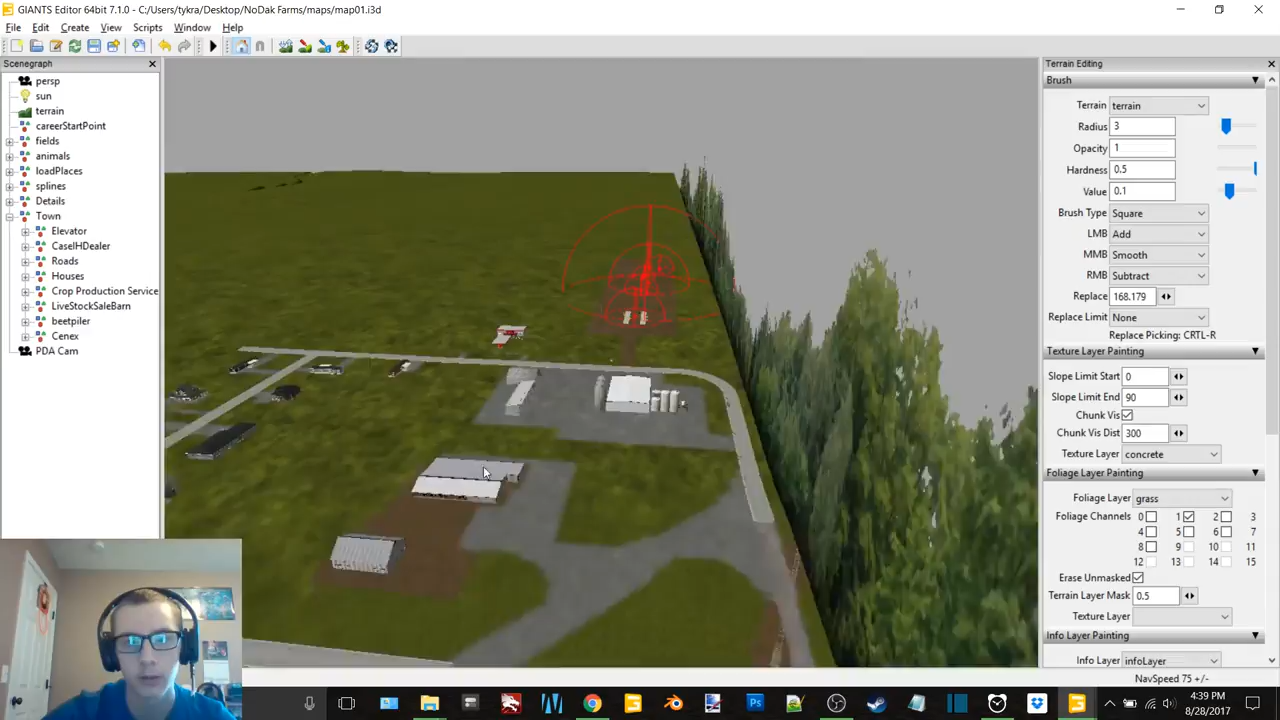 GIANTS Editor 64bit 7.1.0 - C:/Users/tykra/Desktop/NoDak Farms/maps/map01.i3d
File Edit Create View Scripts Window Help
Scenegraph
persp
sun
terrain
careerStartPoint
fields
animals
loadPlaces
splines
Details
Town
Elevator
CaseIHDealer
Roads
Houses
Crop Production Service
LiveStockSaleBarn
beetpiler
Cenex
PDA Cam
Terrain Editing
Brush
Terrain terrain
Radius 3
Opacity 1
Hardness 0.5
Value 0.1
Brush Type Square
LMB Add
MMB Smooth
RMB Subtract
Replace 168.179
Replace Limit None
Replace Picking: CRTL-R
Texture Layer Painting
Slope Limit Start 0
Slope Limit End 90
Chunk Vis
Chunk Vis Dist 300
Texture Layer concrete
Foliage Layer Painting
Foliage Layer grass
Foliage Channels 0 1 2 3
4 5 6 7
8 9 10 11
12 13 14 15
Erase Unmasked
Terrain Layer Mask 0.5
Texture Layer
Info Layer Painting
Info Layer infoLayer
NavSpeed 75 +/-
4:39 PM
8/28/2017